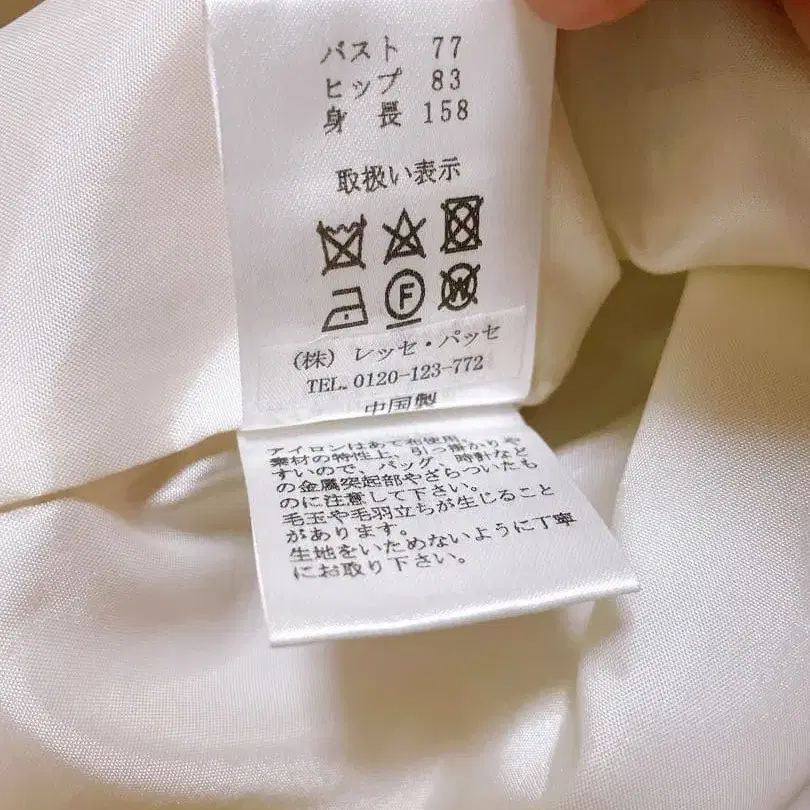 バスト 77
ヒップ 83
身 長 158
取扱い表示
F
W
(株) レッセ・パッセ
TEL. 0120-123-772
中国製
アイロンはあて布使用。
素材の特性上、引っ掛かりや
すいので、バッグ、時計など
の金属突起部やざらついたも
のに注意して下さい。
毛玉や毛羽立ちが生じること
があります。
生地をいためないように丁寧
にお取り下さい。